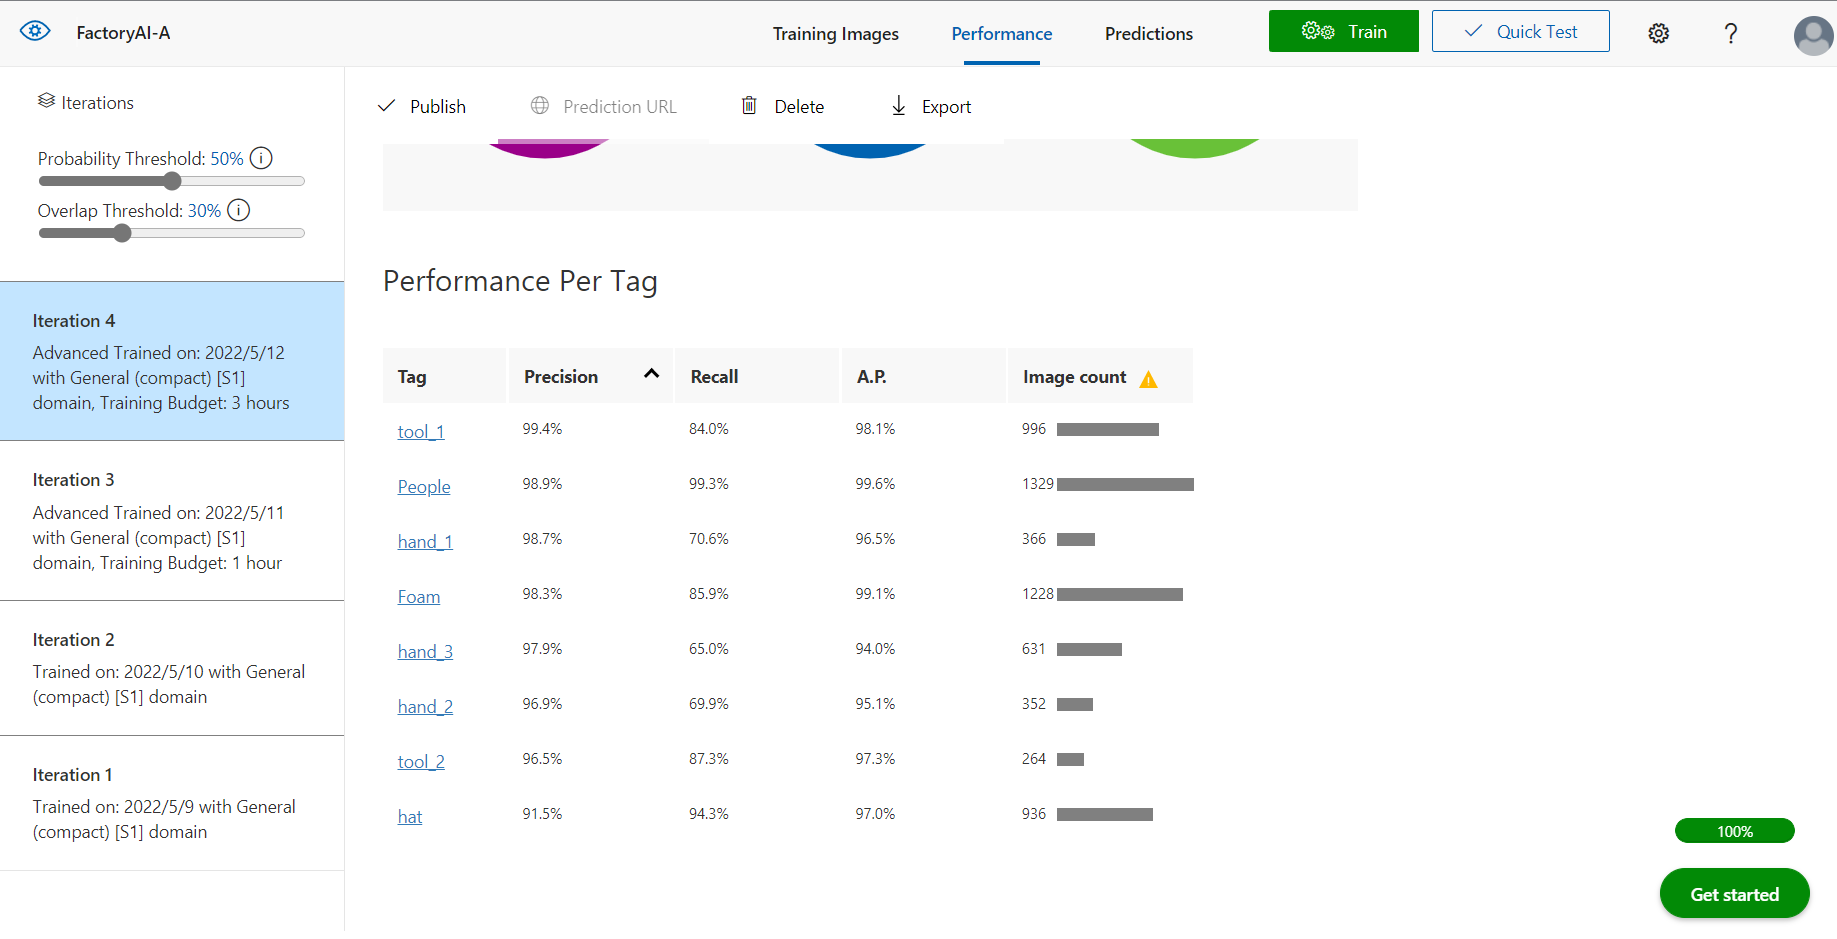 FactoryAI-A
Training Images
Performance
Predictions
Train
Quick Test
?
Iterations
Probability Threshold: 50%
Overlap Threshold: 30%
Iteration 4
Advanced Trained on: 2022/5/12
with General (compact) [S1]
domain, Training Budget: 3 hours
Iteration 3
Advanced Trained on: 2022/5/11
with General (compact) [S1]
domain, Training Budget: 1 hour
Iteration 2
Trained on: 2022/5/10 with General
(compact) [S1] domain
Iteration 1
Trained on: 2022/5/9 with General
(compact) [S1] domain
Publish
Prediction URL
Delete
Export
Performance Per Tag
Tag Precision Recall A.P. Image count
tool_1 99.4% 84.0% 98.1% 996
People 98.9% 99.3% 99.6% 1329
hand_1 98.7% 70.6% 96.5% 366
Foam 98.3% 85.9% 99.1% 1228
hand_3 97.9% 65.0% 94.0% 631
hand_2 96.9% 69.9% 95.1% 352
tool_2 96.5% 87.3% 97.3% 264
hat 91.5% 94.3% 97.0% 936
100%
Get started